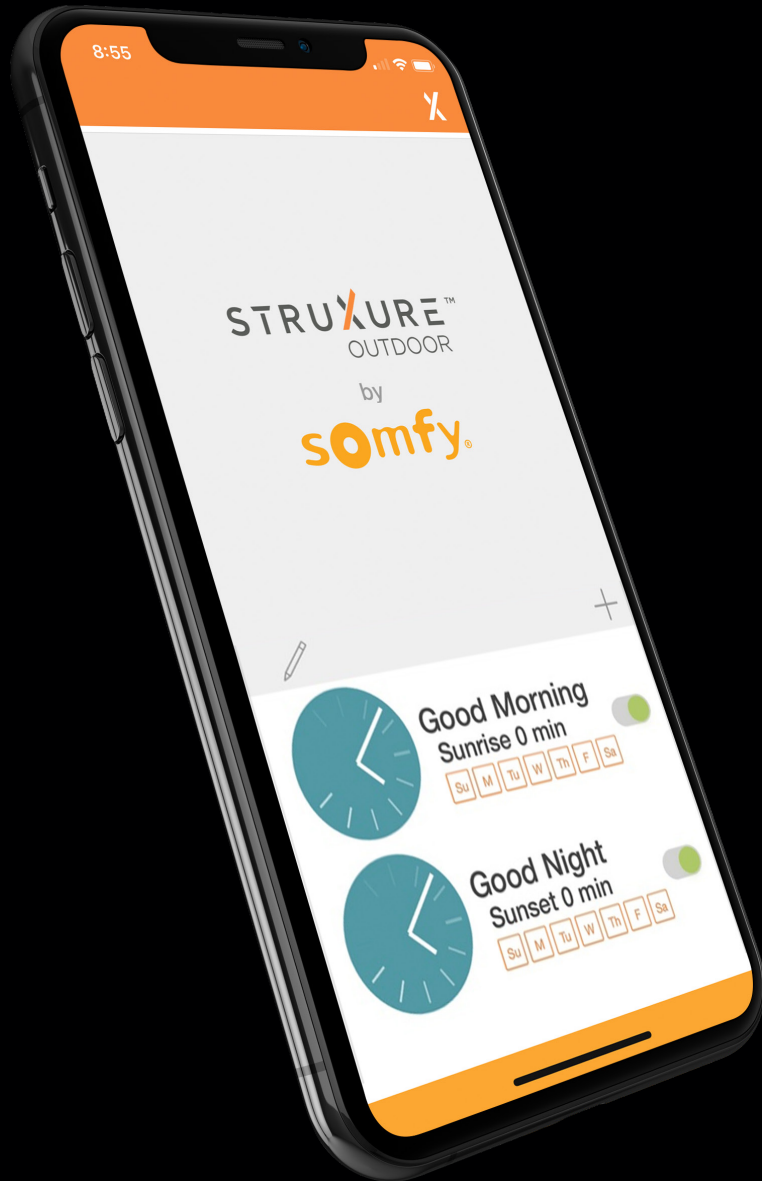 8:55
STRUXURE™
OUTDOOR
by
somfy®
Good Morning
Sunrise 0 min
Su M Tu W Th F Sa
Good Night
Sunset 0 min
Su M Tu W Th F Sa